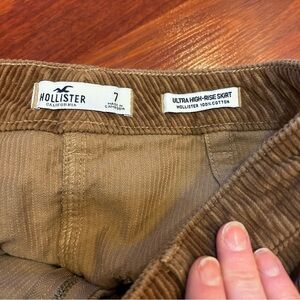 HOLLISTER
CALIFORNIA
7
ULTRA HIGH-RISE SKIRT
HOLLISTER 100% COTTON